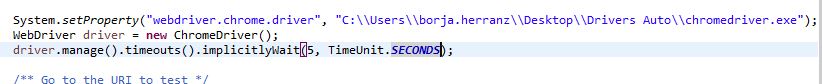 System.setProperty("webdriver.chrome.driver", "C:\\Users\\borja.herranz\\Desktop\\Drivers Auto\\chromedriver.exe");
WebDriver driver = new ChromeDriver();
driver.manage().timeouts().implicitlyWait(5, TimeUnit.SECONDS);
/** Go to the URI to test */